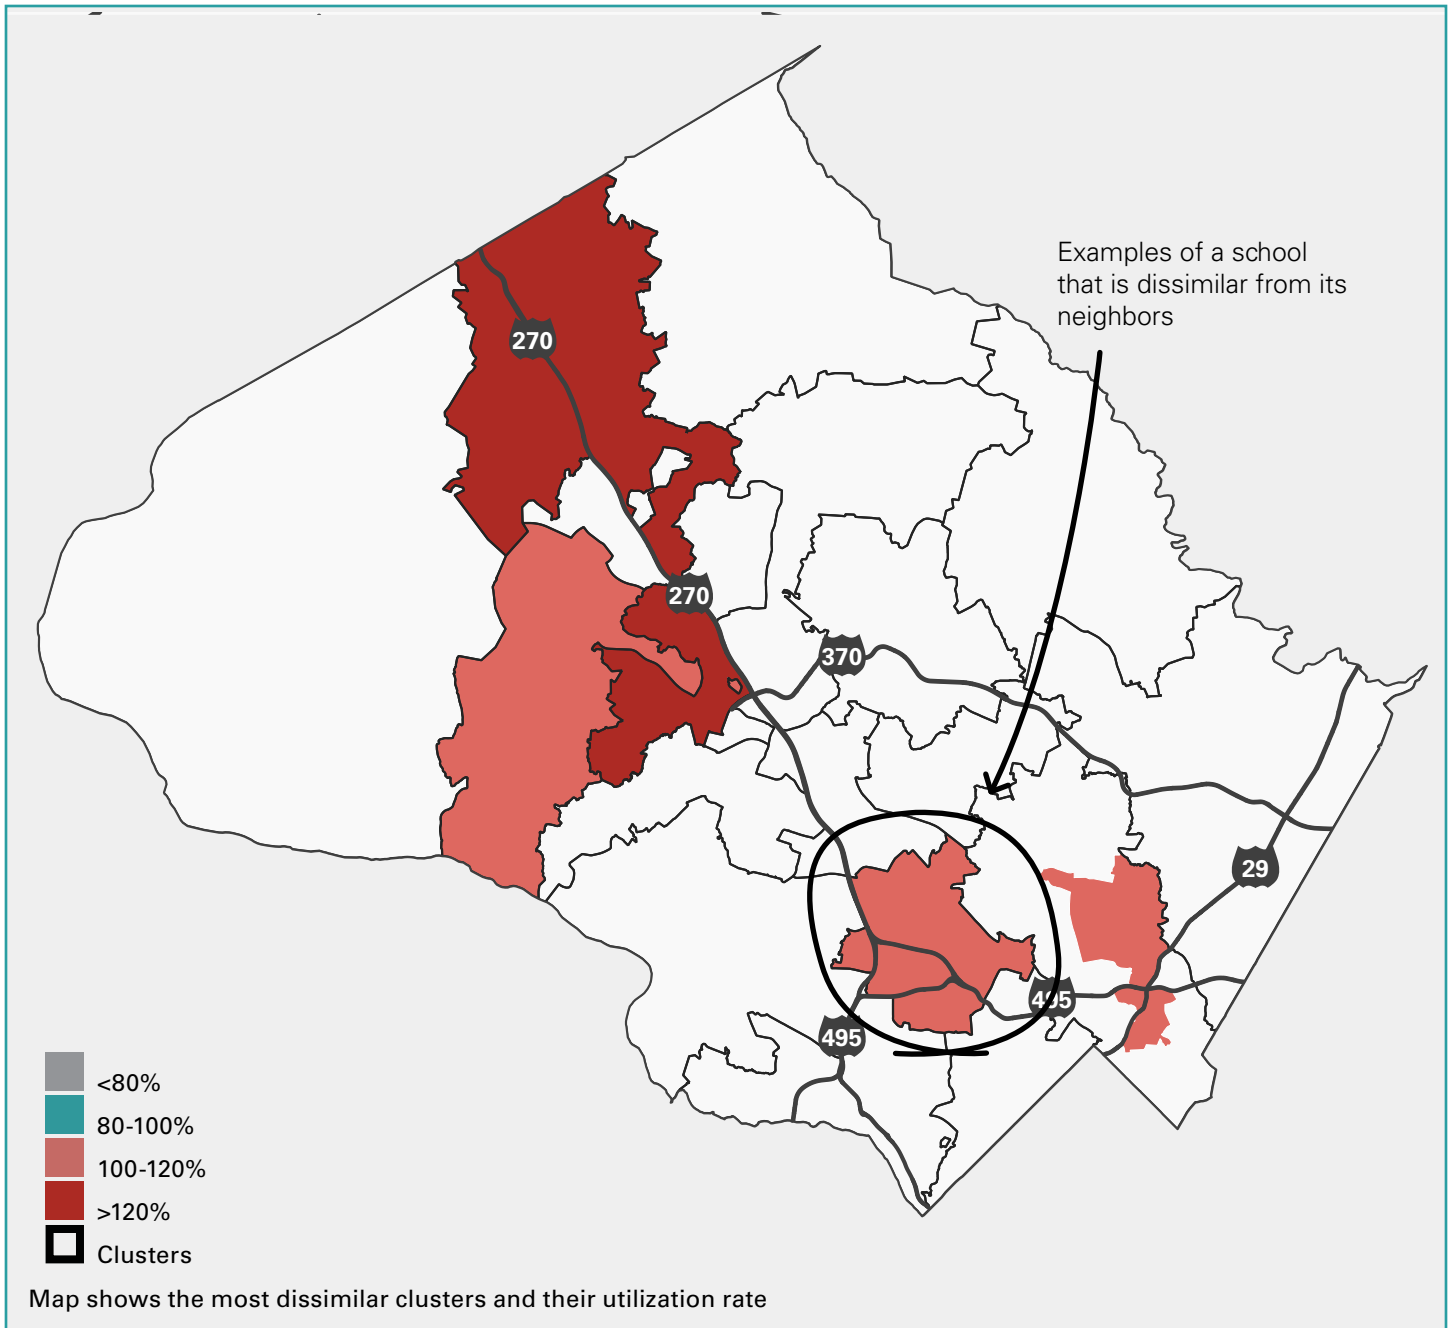 Examples of a school
that is dissimilar from its
neighbors
270
270
370
29
495
495
<80%
80-100%
100-120%
>120%
Clusters
Map shows the most dissimilar clusters and their utilization rate